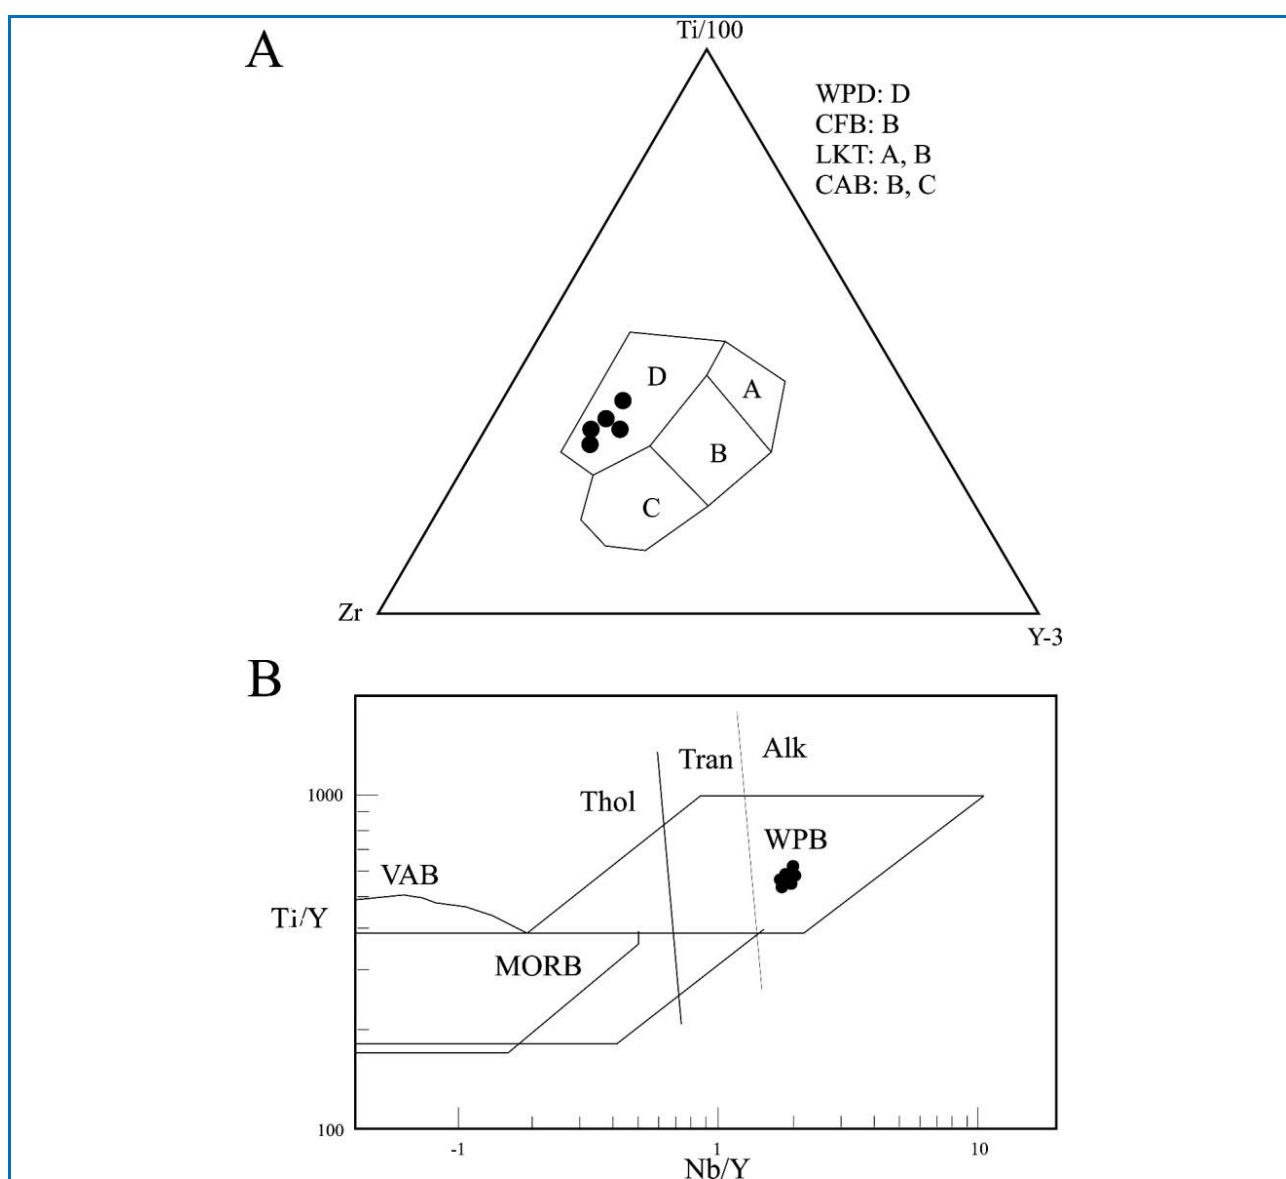 A
Ti/100
WPD: D
CFB: B
LKT: A, B
CAB: B, C
D
A
B
C
Zr
Y-3
B
Tran
Alk
1000
Thol
WPB
VAB
Ti/Y
MORB
100
-1
1
10
Nb/Y